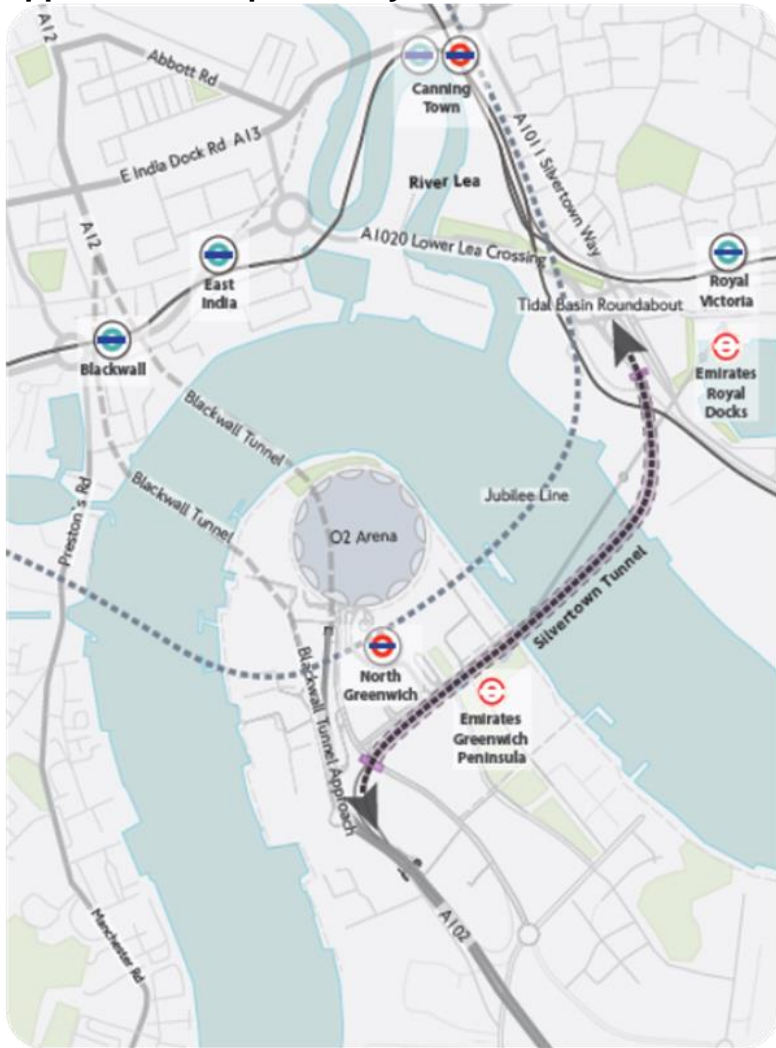 A12
Abbott Rd
Canning
Town
E India Dock Rd A13
A1011 Silvertown Way
River Lea
A12
A1020 Lower Lea Crossing
East
India
Royal
Victoria
Tidal Basin Roundabout
Blackwall
Emirates
Royal
Docks
Blackwall Tunnel
Blackwall Tunnel
Preston's Rd
Jubilee Line
O2 Arena
Silvertown Tunnel
North
Greenwich
Blackwall Tunnel Approach
Emirates
Greenwich
Peninsula
A102
Manchester Rd